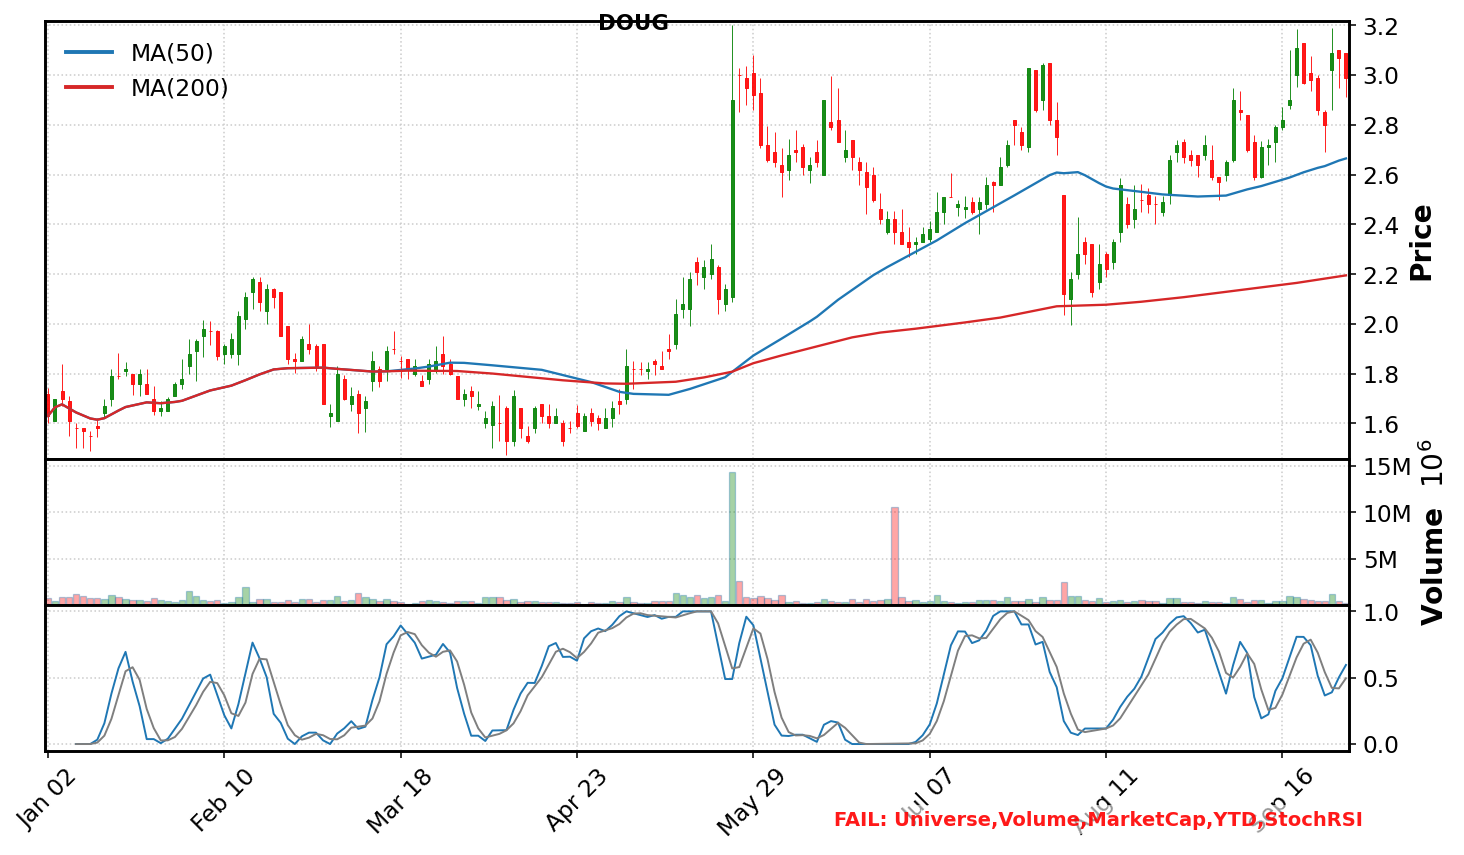 DOUG
MA(50)
MA(200)
3.2
3.0
2.8
2.6
2.4
2.2
2.0
1.8
1.6
Price
15M
10M
5M
Volume 10^6
1.0
0.5
0.0
Jan 02
Feb 10
Mar 18
Apr 23
May 29
Jul 07
Aug 11
Sep 16
FAIL: Universe,Volume,MarketCap,YTD,StochRSI